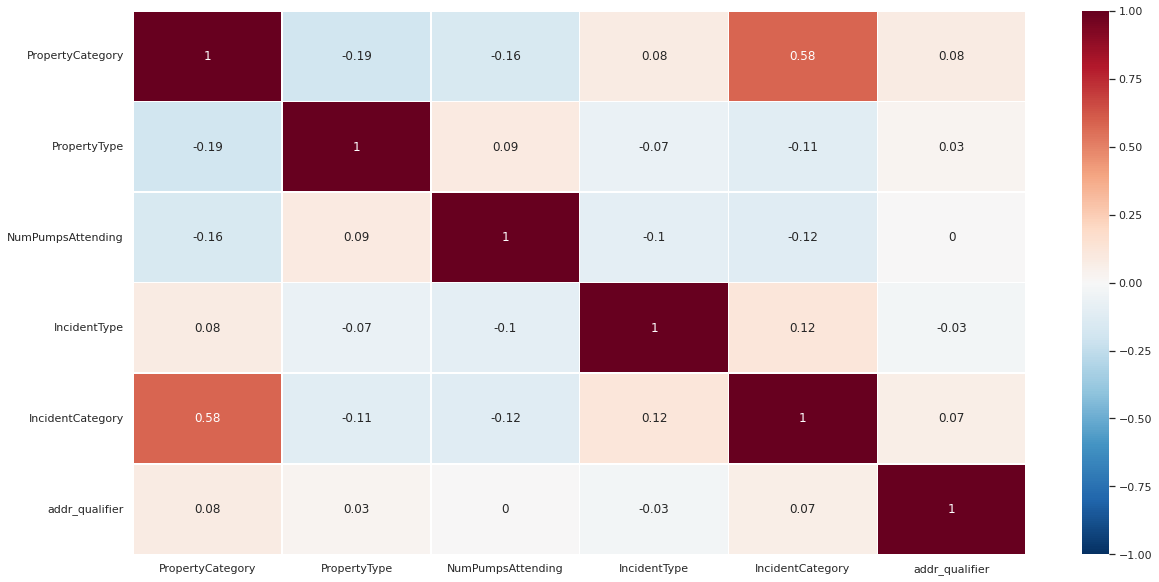 PropertyCategory 1 -0.19 -0.16 0.08 0.58 0.08
PropertyType -0.19 1 0.09 -0.07 -0.11 0.03
NumPumpsAttending -0.16 0.09 1 -0.1 -0.12 0
IncidentType 0.08 -0.07 -0.1 1 0.12 -0.03
IncidentCategory 0.58 -0.11 -0.12 0.12 1 0.07
addr_qualifier 0.08 0.03 0 -0.03 0.07 1
PropertyCategory PropertyType NumPumpsAttending IncidentType IncidentCategory addr_qualifier
1.00
0.75
0.50
0.25
0.00
−0.25
−0.50
−0.75
−1.00